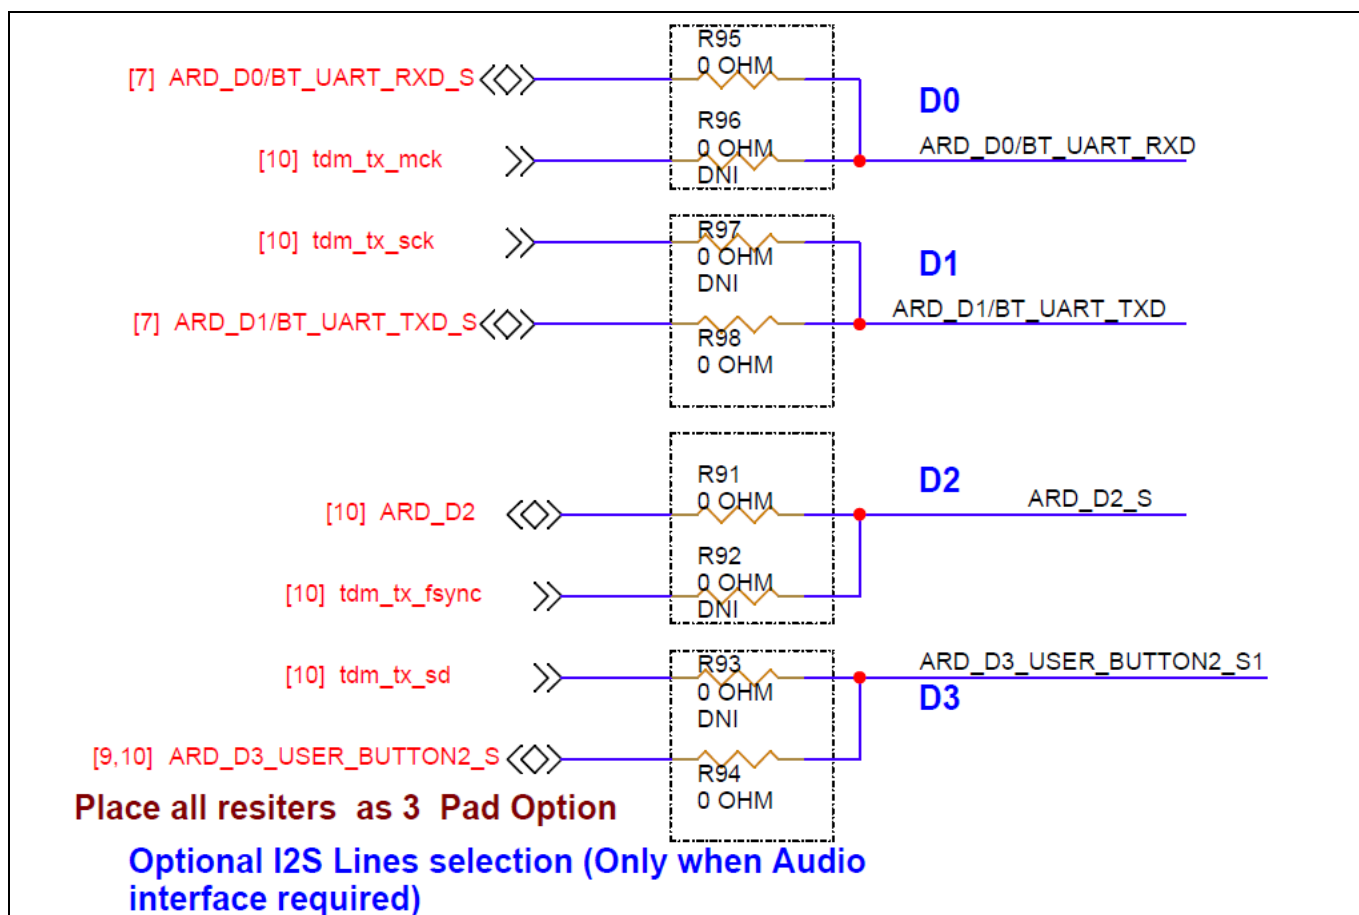 R95
0 OHM
[7] ARD_D0/BT_UART_RXD_S
D0
R96
0 OHM
DNI
[10] tdm_tx_mck
ARD_D0/BT_UART_RXD
[10] tdm_tx_sck
R97
0 OHM
DNI
D1
[7] ARD_D1/BT_UART_TXD_S
ARD_D1/BT_UART_TXD
R98
0 OHM
R91
0 OHM
D2
[10] ARD_D2
ARD_D2_S
R92
0 OHM
DNI
[10] tdm_tx_fsync
[10] tdm_tx_sd
R93
0 OHM
DNI
ARD_D3_USER_BUTTON2_S1
D3
[9,10] ARD_D3_USER_BUTTON2_S
R94
0 OHM
Place all resiters as 3 Pad Option
Optional I2S Lines selection (Only when Audio
interface required)